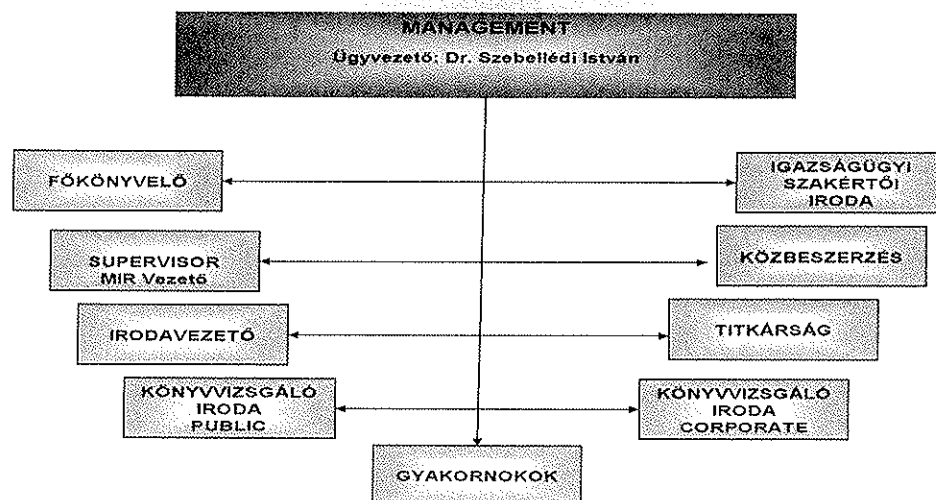 MANAGEMENT
Ügyvezető: Dr. Szebellédi István
FŐKÖNYVELŐ
IGAZSÁGÜGYI
SZAKÉRTŐI
IRODA
SUPERVISOR
MIR Vezető
KÖZBESZERZÉS
IRODAVEZETŐ
TITKÁRSÁG
KÖNYVVIZSGÁLÓ
IRODA
PUBLIC
KÖNYVVIZSGÁLÓ
IRODA
CORPORATE
GYAKORNOKOK